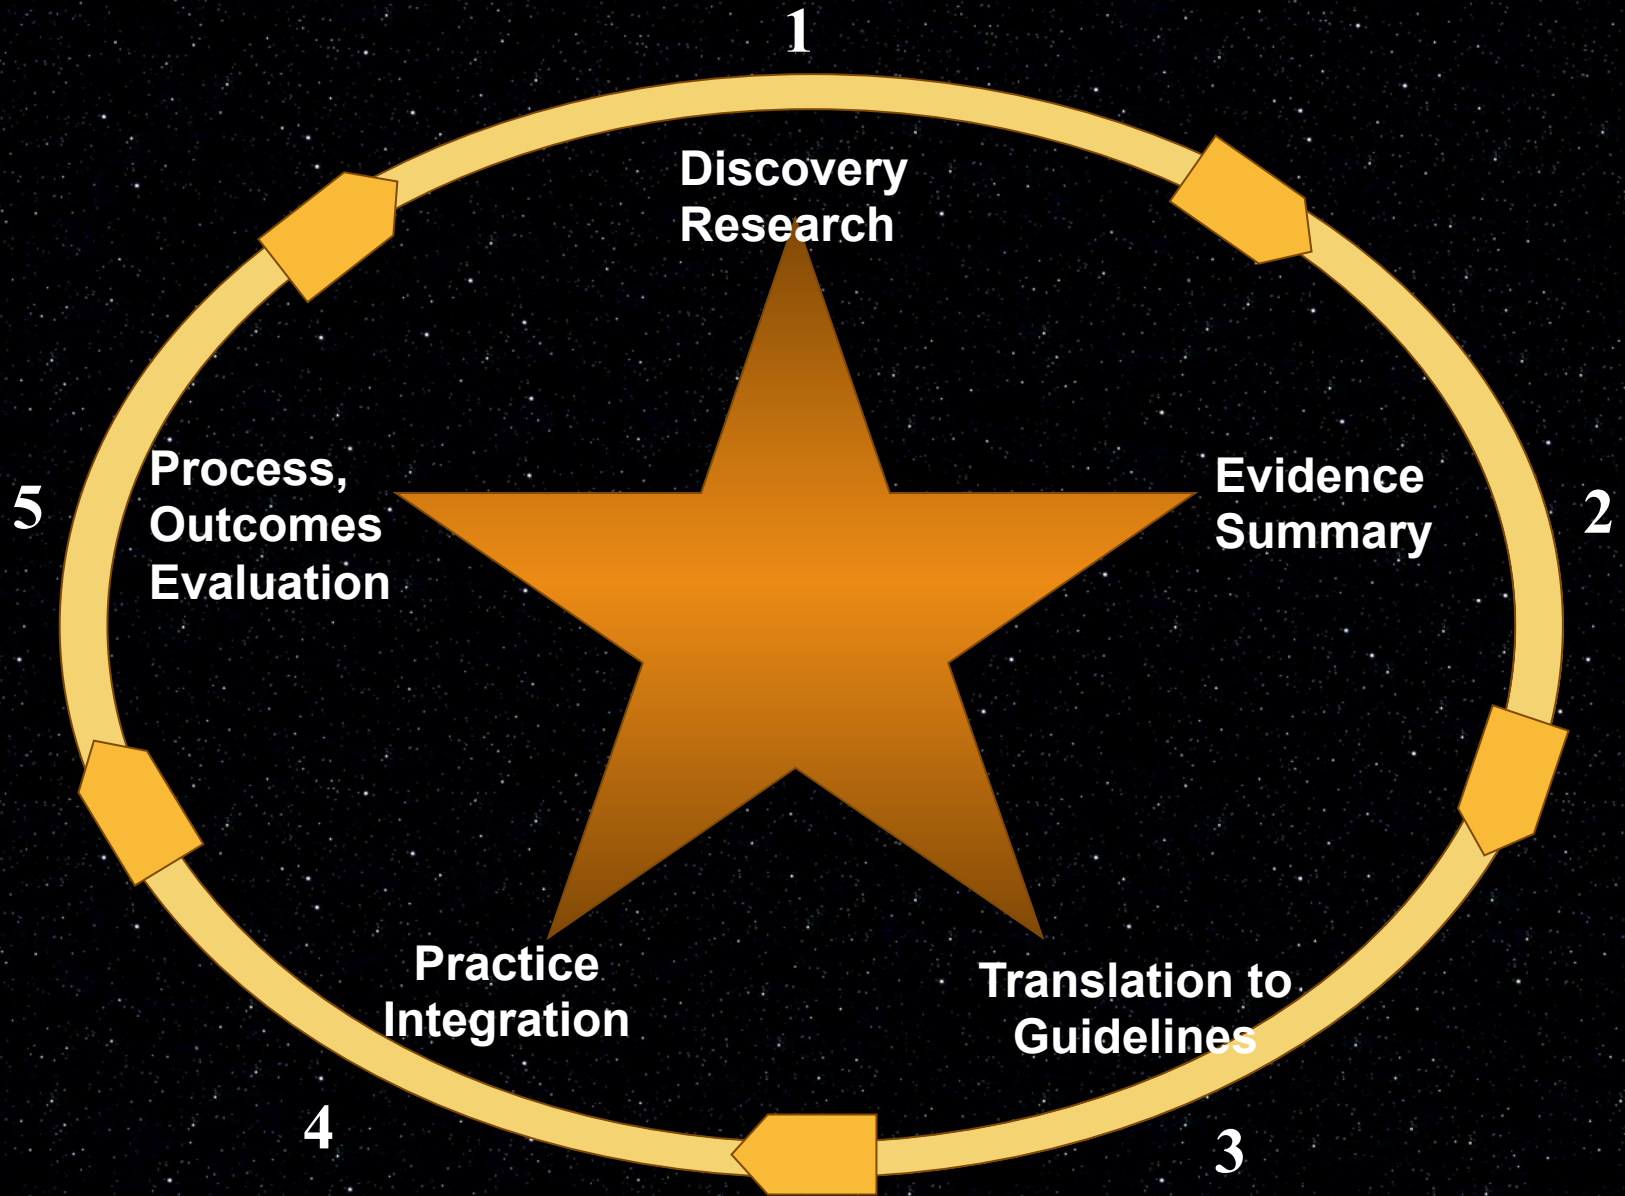 1
Discovery
Research
Evidence
Summary
2
Translation to
Guidelines
3
Practice
Integration
4
Process,
Outcomes
Evaluation
5